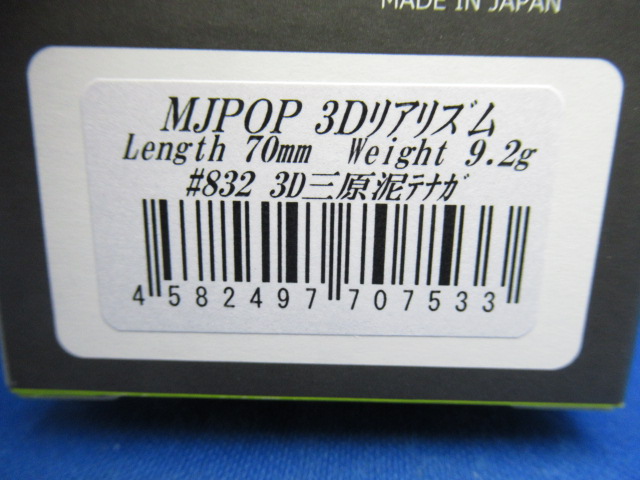 MADE IN JAPAN
MJPOP 3Dﾘｱﾘｽﾞﾑ
Length 70mm Weight 9.2g
#832 3D三原泥ﾃﾅｶﾞ
4 582497 707533